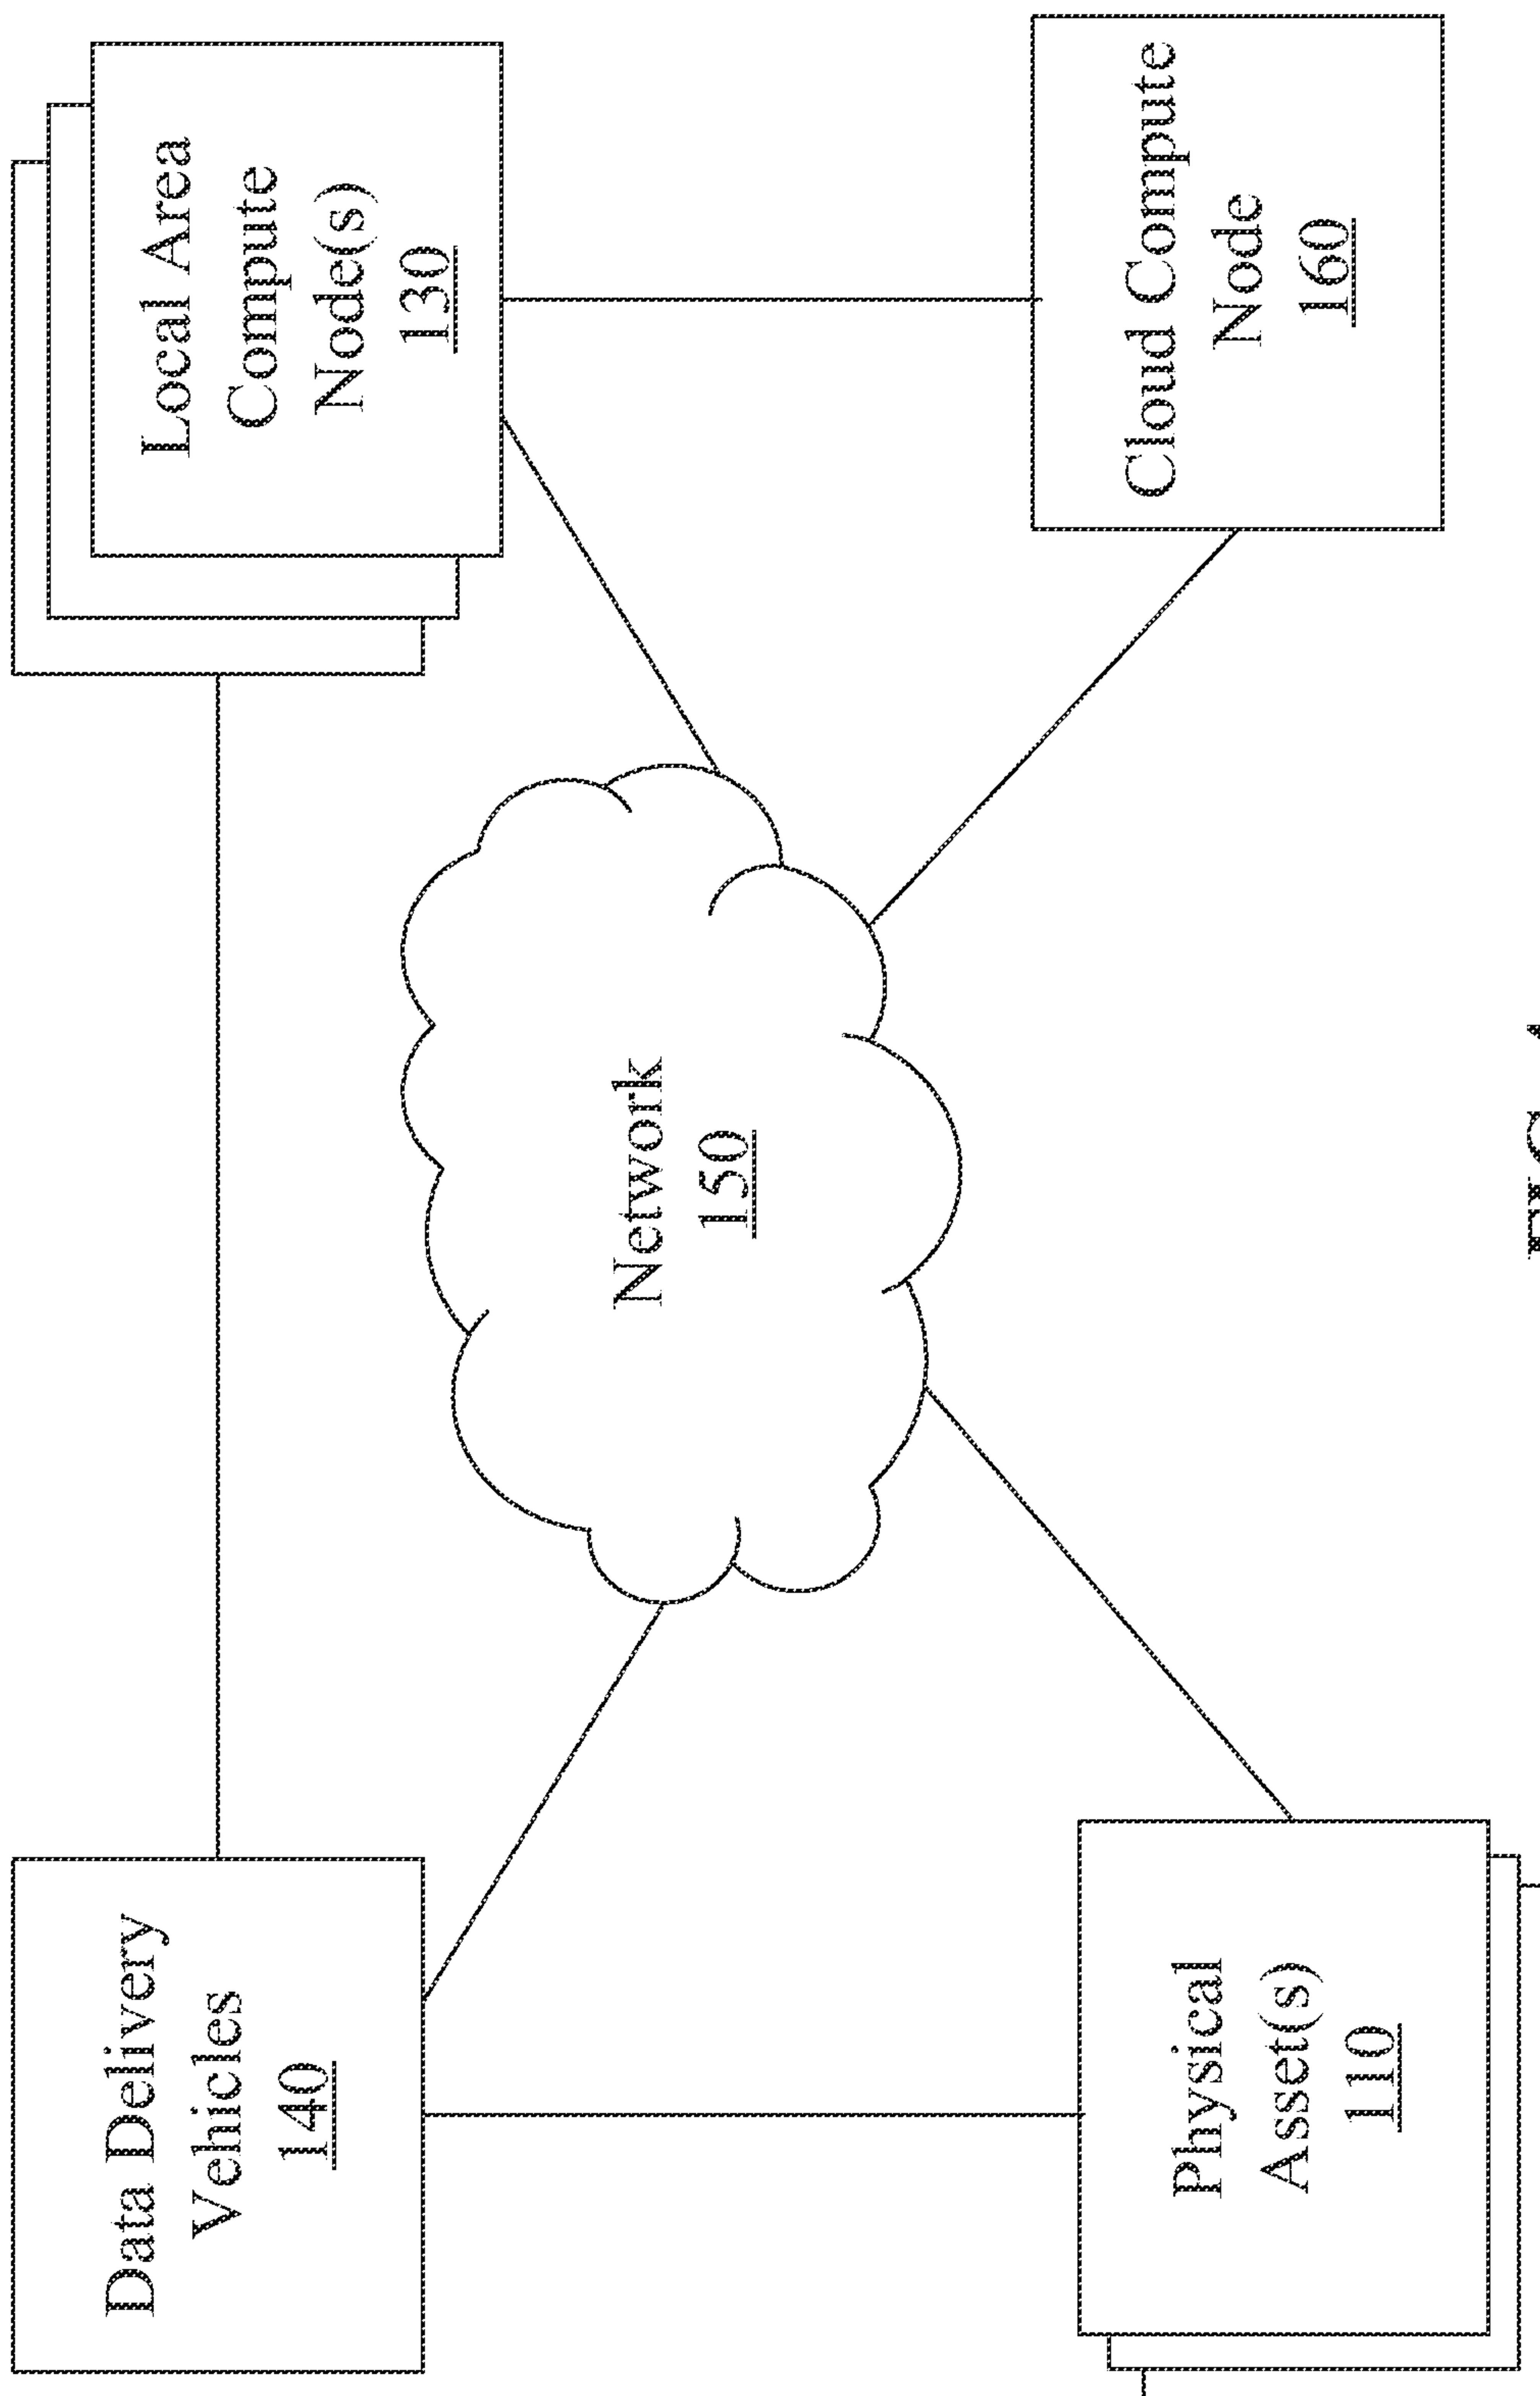 Data Delivery
Vehicles
140
Local Area
Compute
Node(s)
130
Network
150
Physical
Asset(s)
110
Cloud Compute
Node
160